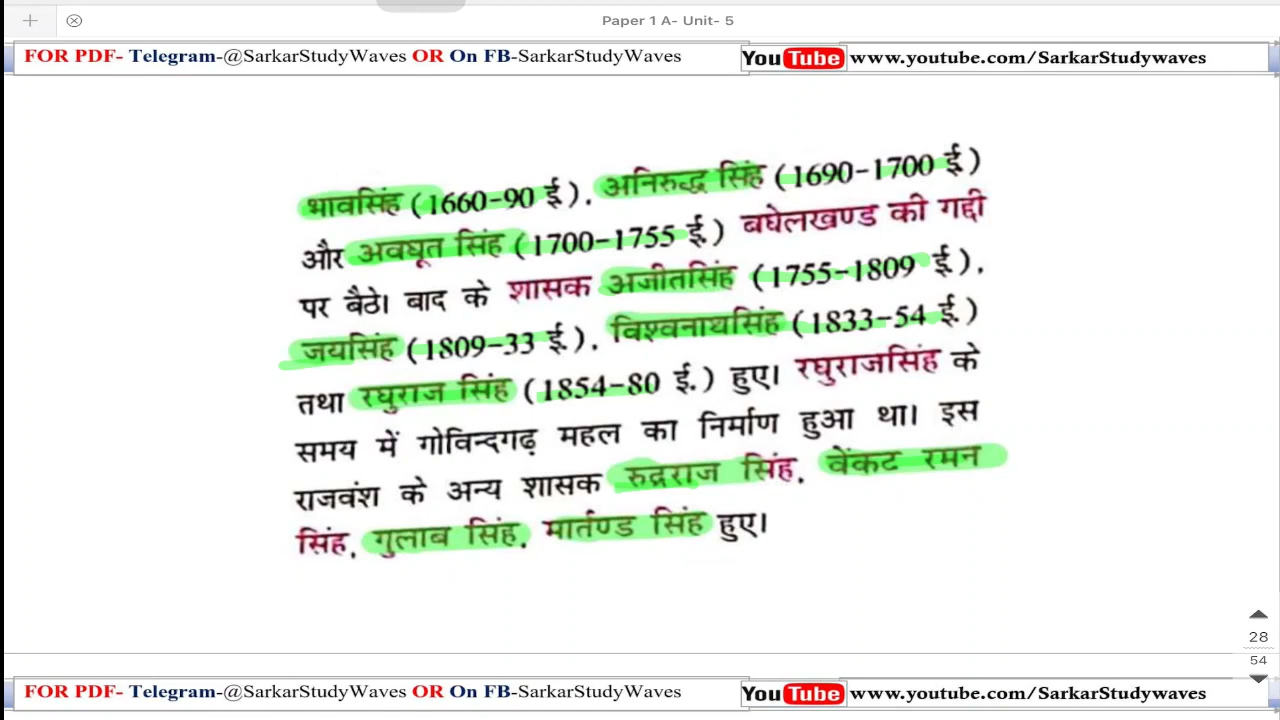 Paper 1 A- Unit- 5
FOR PDF- Telegram-@SarkarStudyWaves OR On FB-SarkarStudyWaves
YouTube www.youtube.com/SarkarStudywaves
भावसिंह (1660-90 ई), अनिरुद्ध सिंह (1690-1700 ई)
और अवधूत सिंह (1700-1755 ई.) बघेलखण्ड की गद्दी
पर बैठे। बाद के शासक अजीतसिंह (1755-1809 ई),
जयसिंह (1809-33 ई), विश्वनाथसिंह (1833-54 ई.)
तथा रघुराज सिंह (1854-80 ई.) हुए। रघुराजसिंह के
समय में गोविन्दगढ़ महल का निर्माण हुआ था। इस
राजवंश के अन्य शासक रुद्रराज सिंह, वेंकट रमन
सिंह, गुलाब सिंह, मार्तण्ड सिंह हुए।
28
54
FOR PDF- Telegram-@SarkarStudyWaves OR On FB-SarkarStudyWaves
YouTube www.youtube.com/SarkarStudywaves